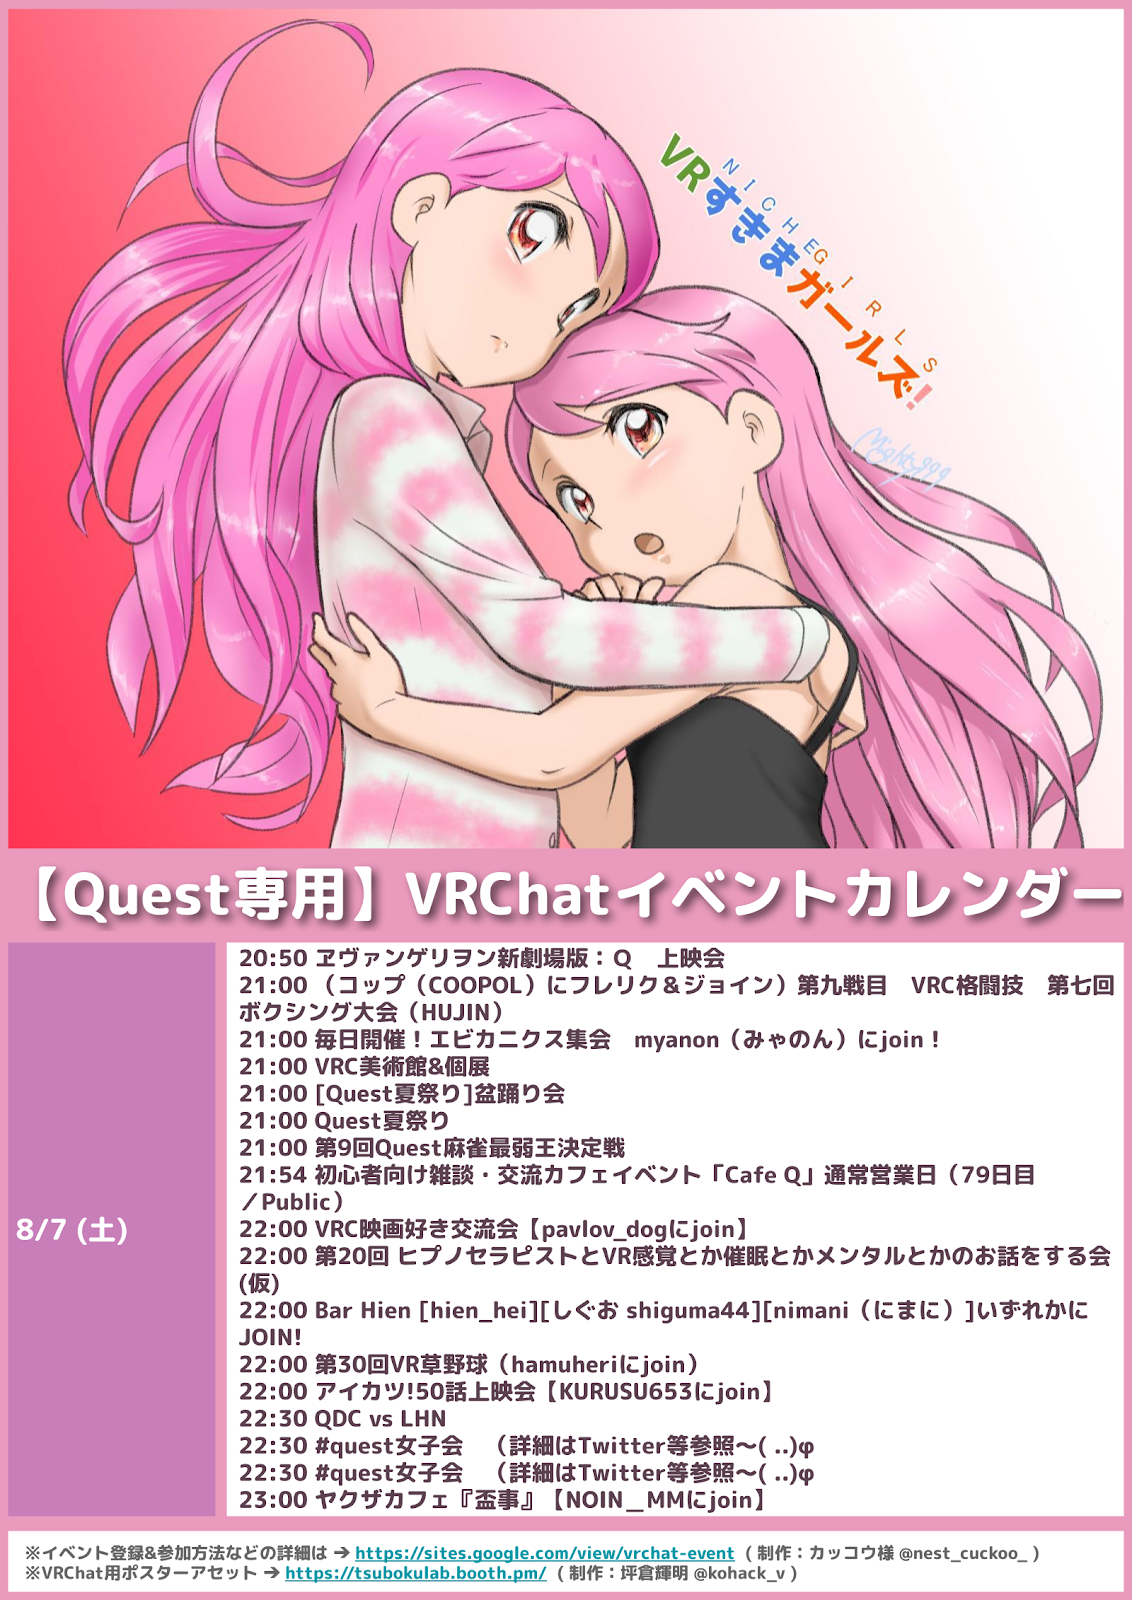 NICHE GIRLS
VRすきまガールズ!
Mighty999
【Quest専用】VRChatイベントカレンダー
8/7 (土)
20:50 ヱヴァンゲリヲン新劇場版：Ｑ　上映会
21:00 （コップ（COOPOL）にフレリク＆ジョイン）第九戦目　VRC格闘技　第七回
ボクシング大会（HUJIN）
21:00 毎日開催！エビカニクス集会　myanon（みゃのん）にjoin！
21:00 VRC美術館&個展
21:00 [Quest夏祭り]盆踊り会
21:00 Quest夏祭り
21:00 第9回Quest麻雀最弱王決定戦
21:54 初心者向け雑談・交流カフェイベント「Cafe Q」通常営業日（79日目
／Public）
22:00 VRC映画好き交流会【pavlov_dogにjoin】
22:00 第20回 ヒプノセラピストとVR感覚とか催眠とかメンタルとかのお話をする会
(仮)
22:00 Bar Hien [hien_hei][しぐお shiguma44][nimani（にまに）]いずれかに
JOIN!
22:00 第30回VR草野球（hamuheriにjoin）
22:00 アイカツ!50話上映会【KURUSU653にjoin】
22:30 QDC vs LHN
22:30 #quest女子会　（詳細はTwitter等参照〜( ..)φ
22:30 #quest女子会　（詳細はTwitter等参照〜( ..)φ
23:00 ヤクザカフェ『盃事』【NOIN＿MMにjoin】
※イベント登録&参加方法などの詳細は ➔ https://sites.google.com/view/vrchat-event ( 制作：カッコウ様 @nest_cuckoo_ )
※VRChat用ポスターアセット ➔ https://tsubokulab.booth.pm/ ( 制作：坪倉輝明 @kohack_v )